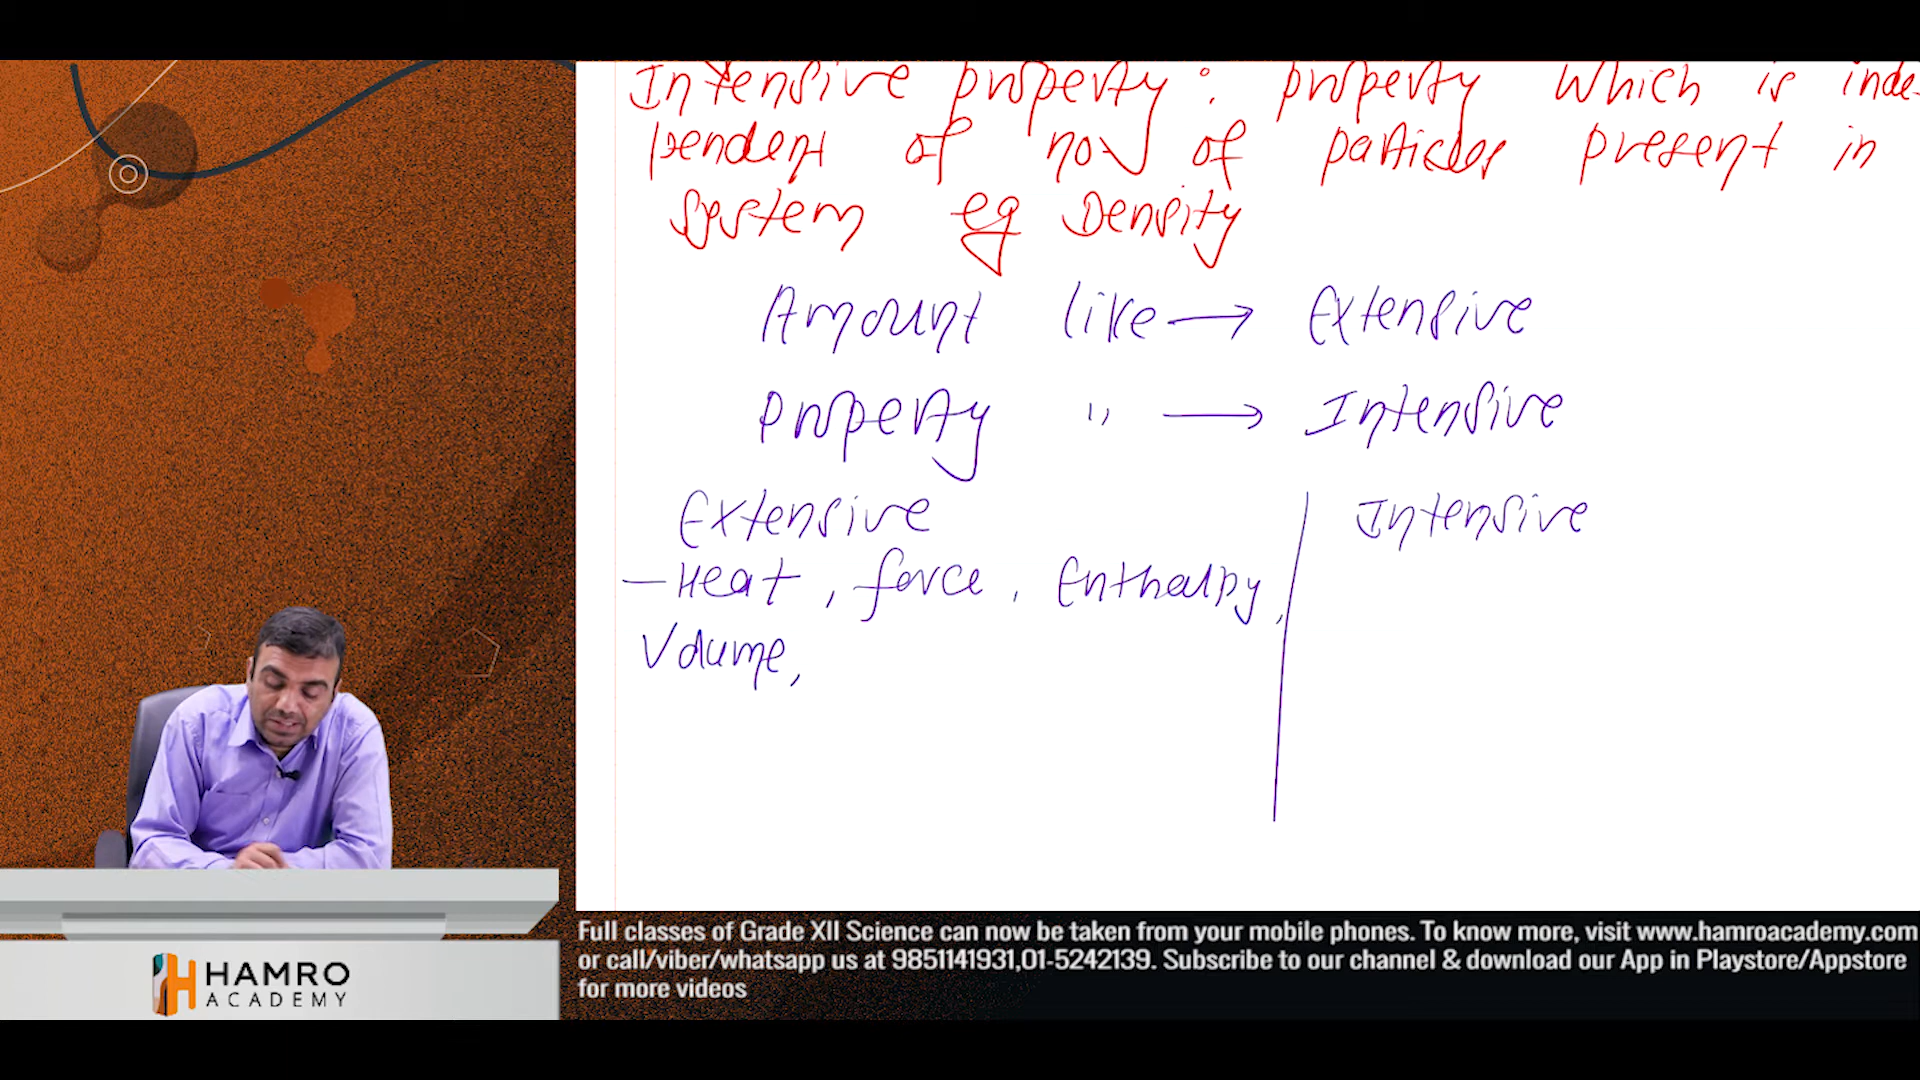 Intensive property : property which is inde-
pendent of no. of particles present in
system eg Density
Amount like → Extensive
Property " → Intensive
Extensive
Intensive
- Heat, force, Enthalpy,
Volume,
Full classes of Grade XII Science can now be taken from your mobile phones. To know more, visit www.hamroacademy.com
or call/viber/whatsapp us at 9851141931,01-5242139. Subscribe to our channel & download our App in Playstore/Appstore
for more videos
HAMRO
ACADEMY